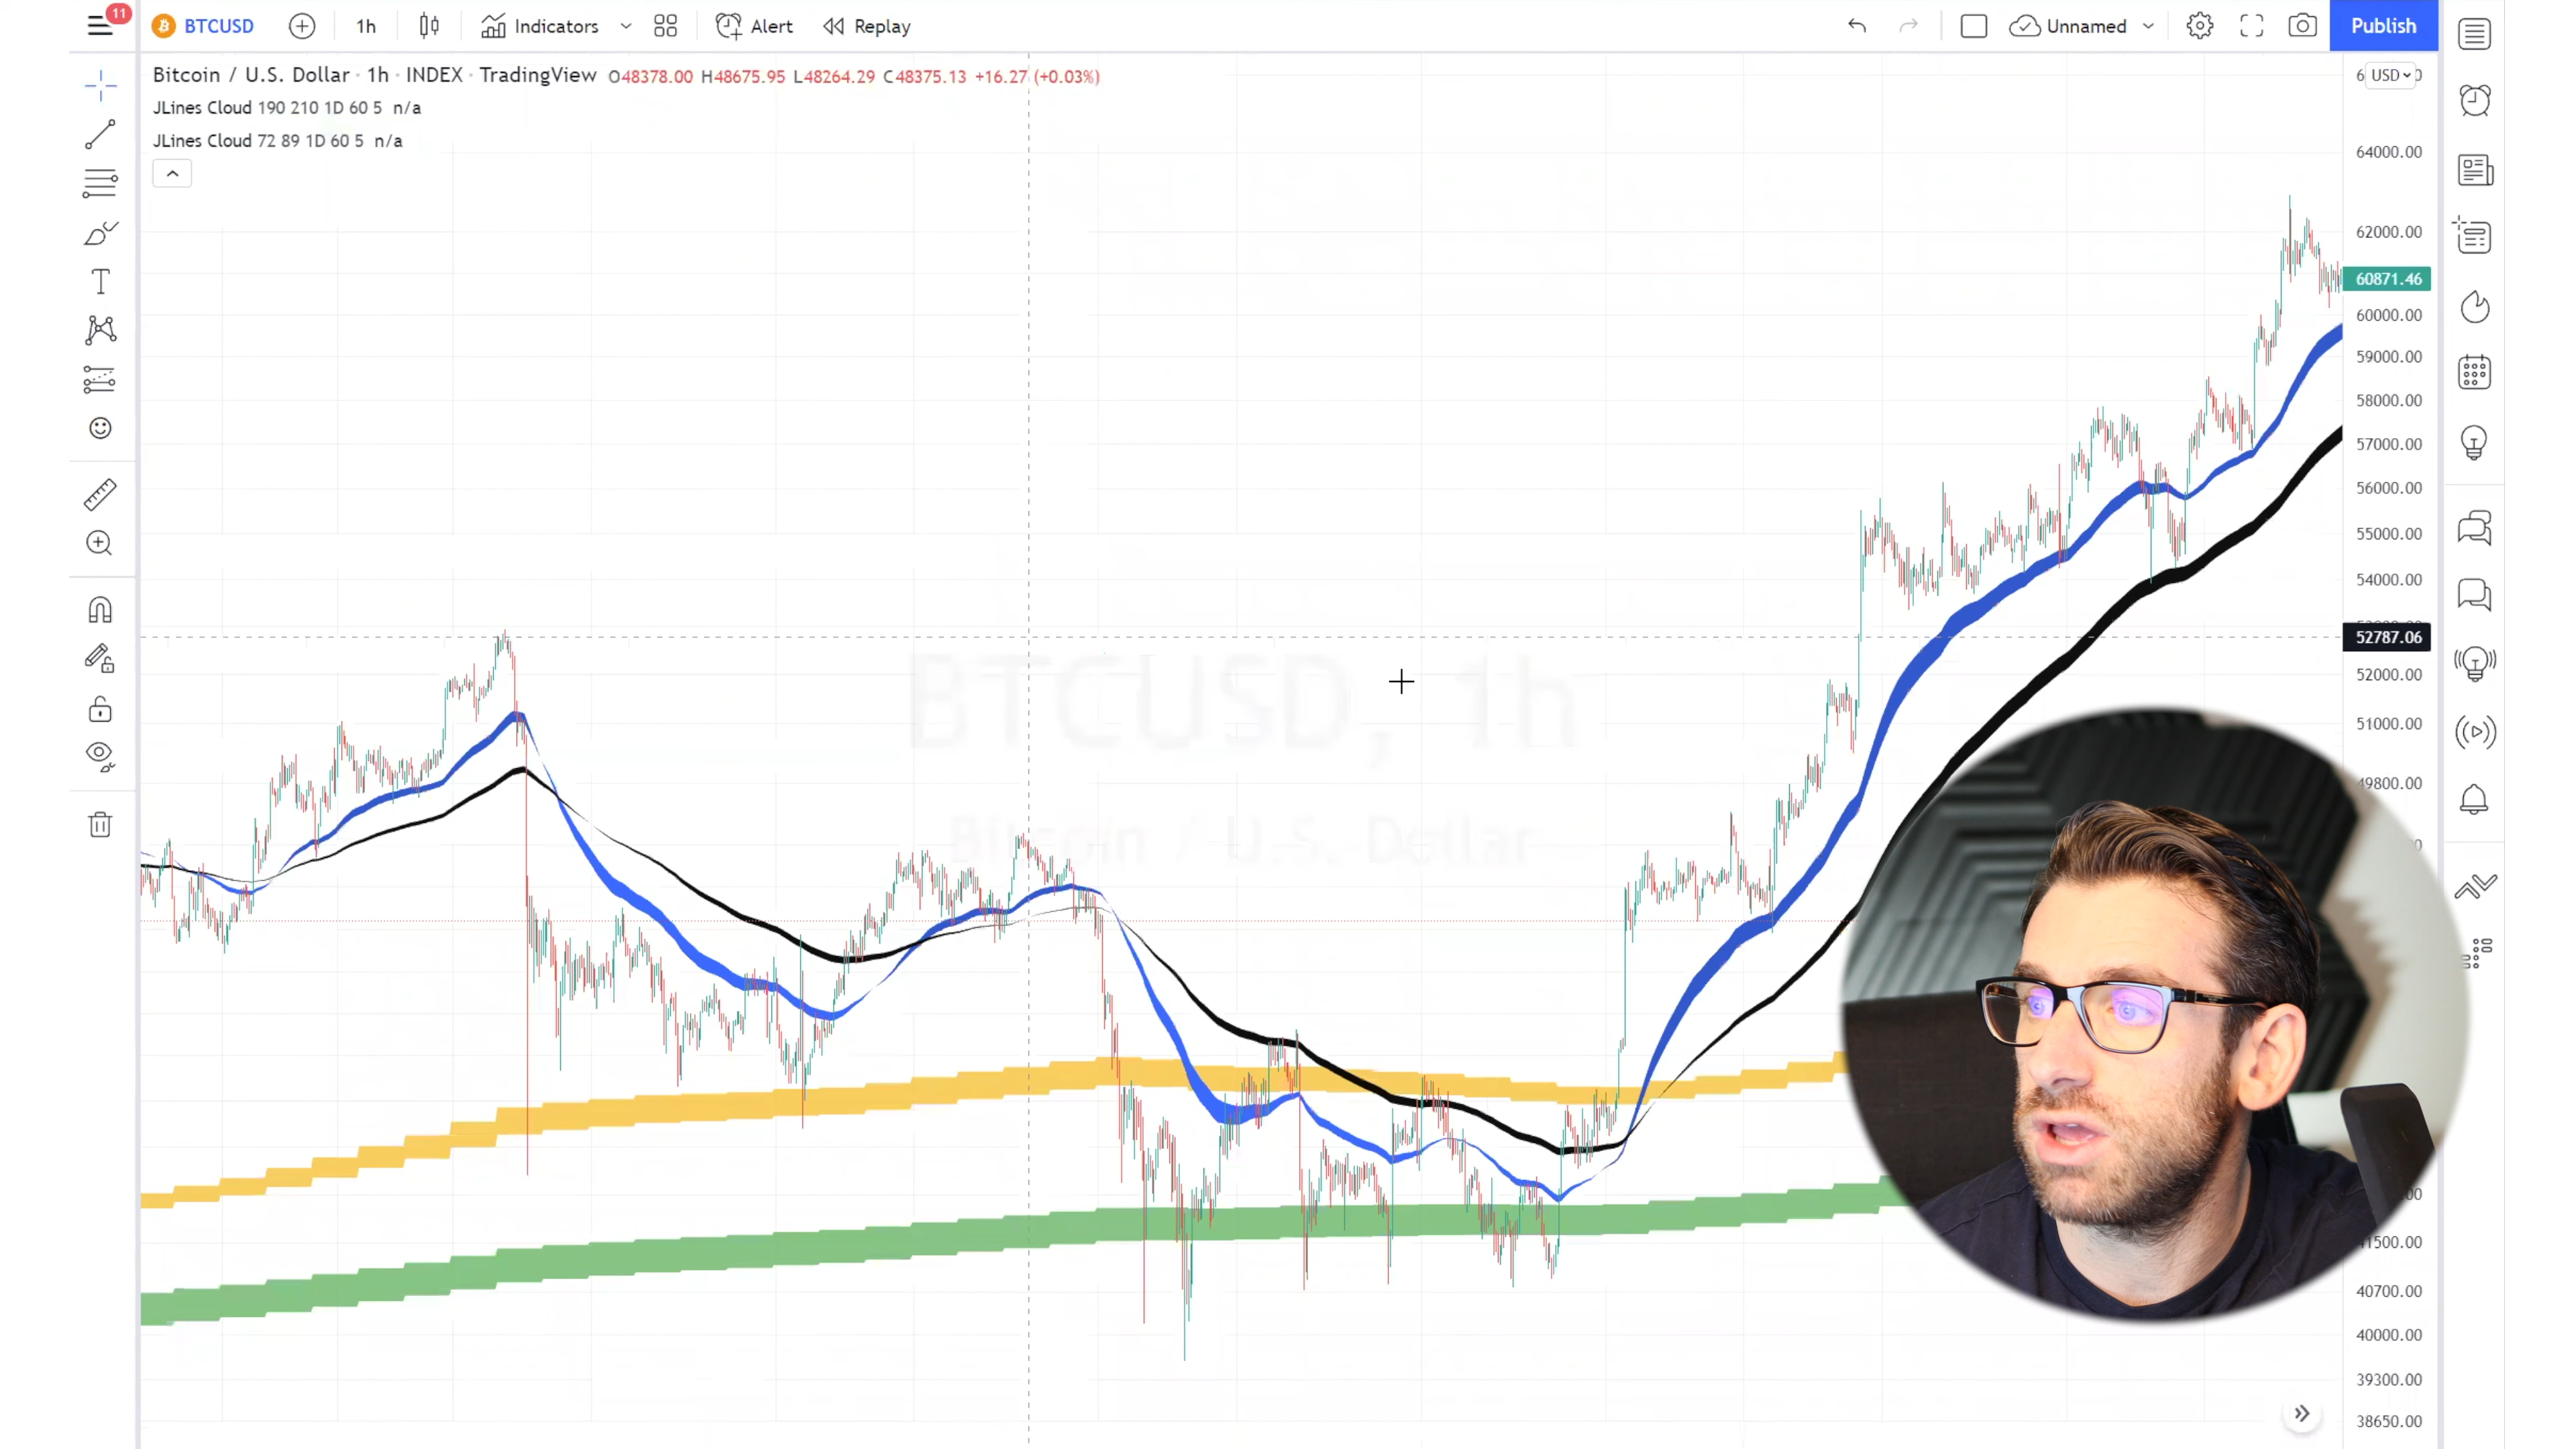 11
BTCUSD 1h Indicators Alert Replay Unnamed Publish
Bitcoin / U.S. Dollar · 1h · INDEX · TradingView O48378.00 H48675.95 L48264.29 C48375.13 +16.27 (+0.03%)
JLines Cloud 190 210 1D 60 5 n/a
JLines Cloud 72 89 1D 60 5 n/a
USD
64000.00
62000.00
60871.46
60000.00
59000.00
58000.00
57000.00
56000.00
55000.00
54000.00
52787.06
52000.00
51000.00
49800.00
BTCUSD, 1h
Bitcoin / U.S. Dollar
40700.00
40000.00
39300.00
38650.00